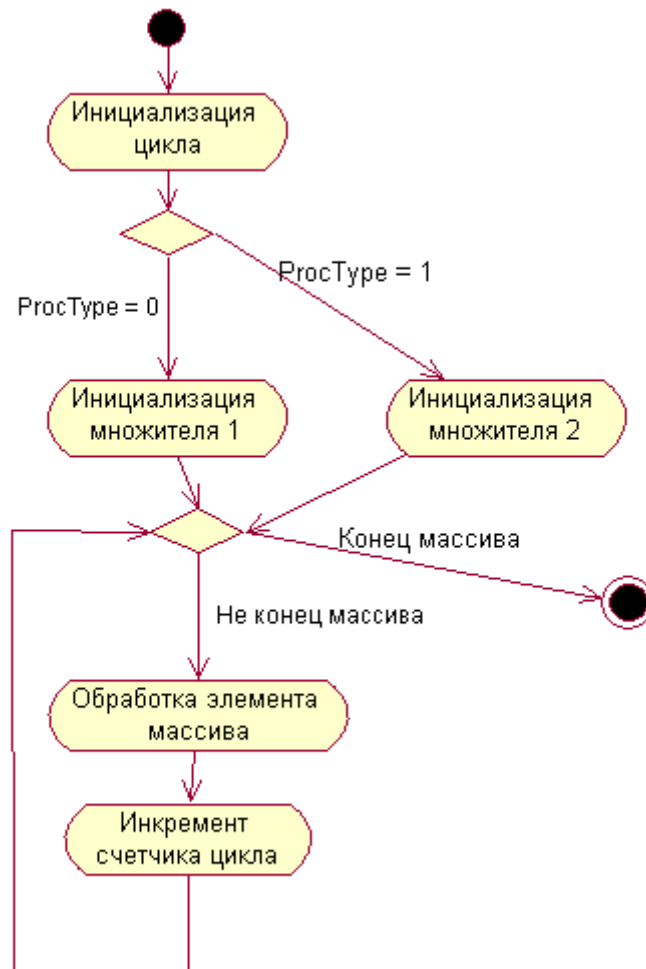 Инициализация
цикла
ProcType = 1
ProcType = 0
Инициализация
множителя 1
Инициализация
множителя 2
Конец массива
Не конец массива
Обработка элемента
массива
Инкремент
счетчика цикла